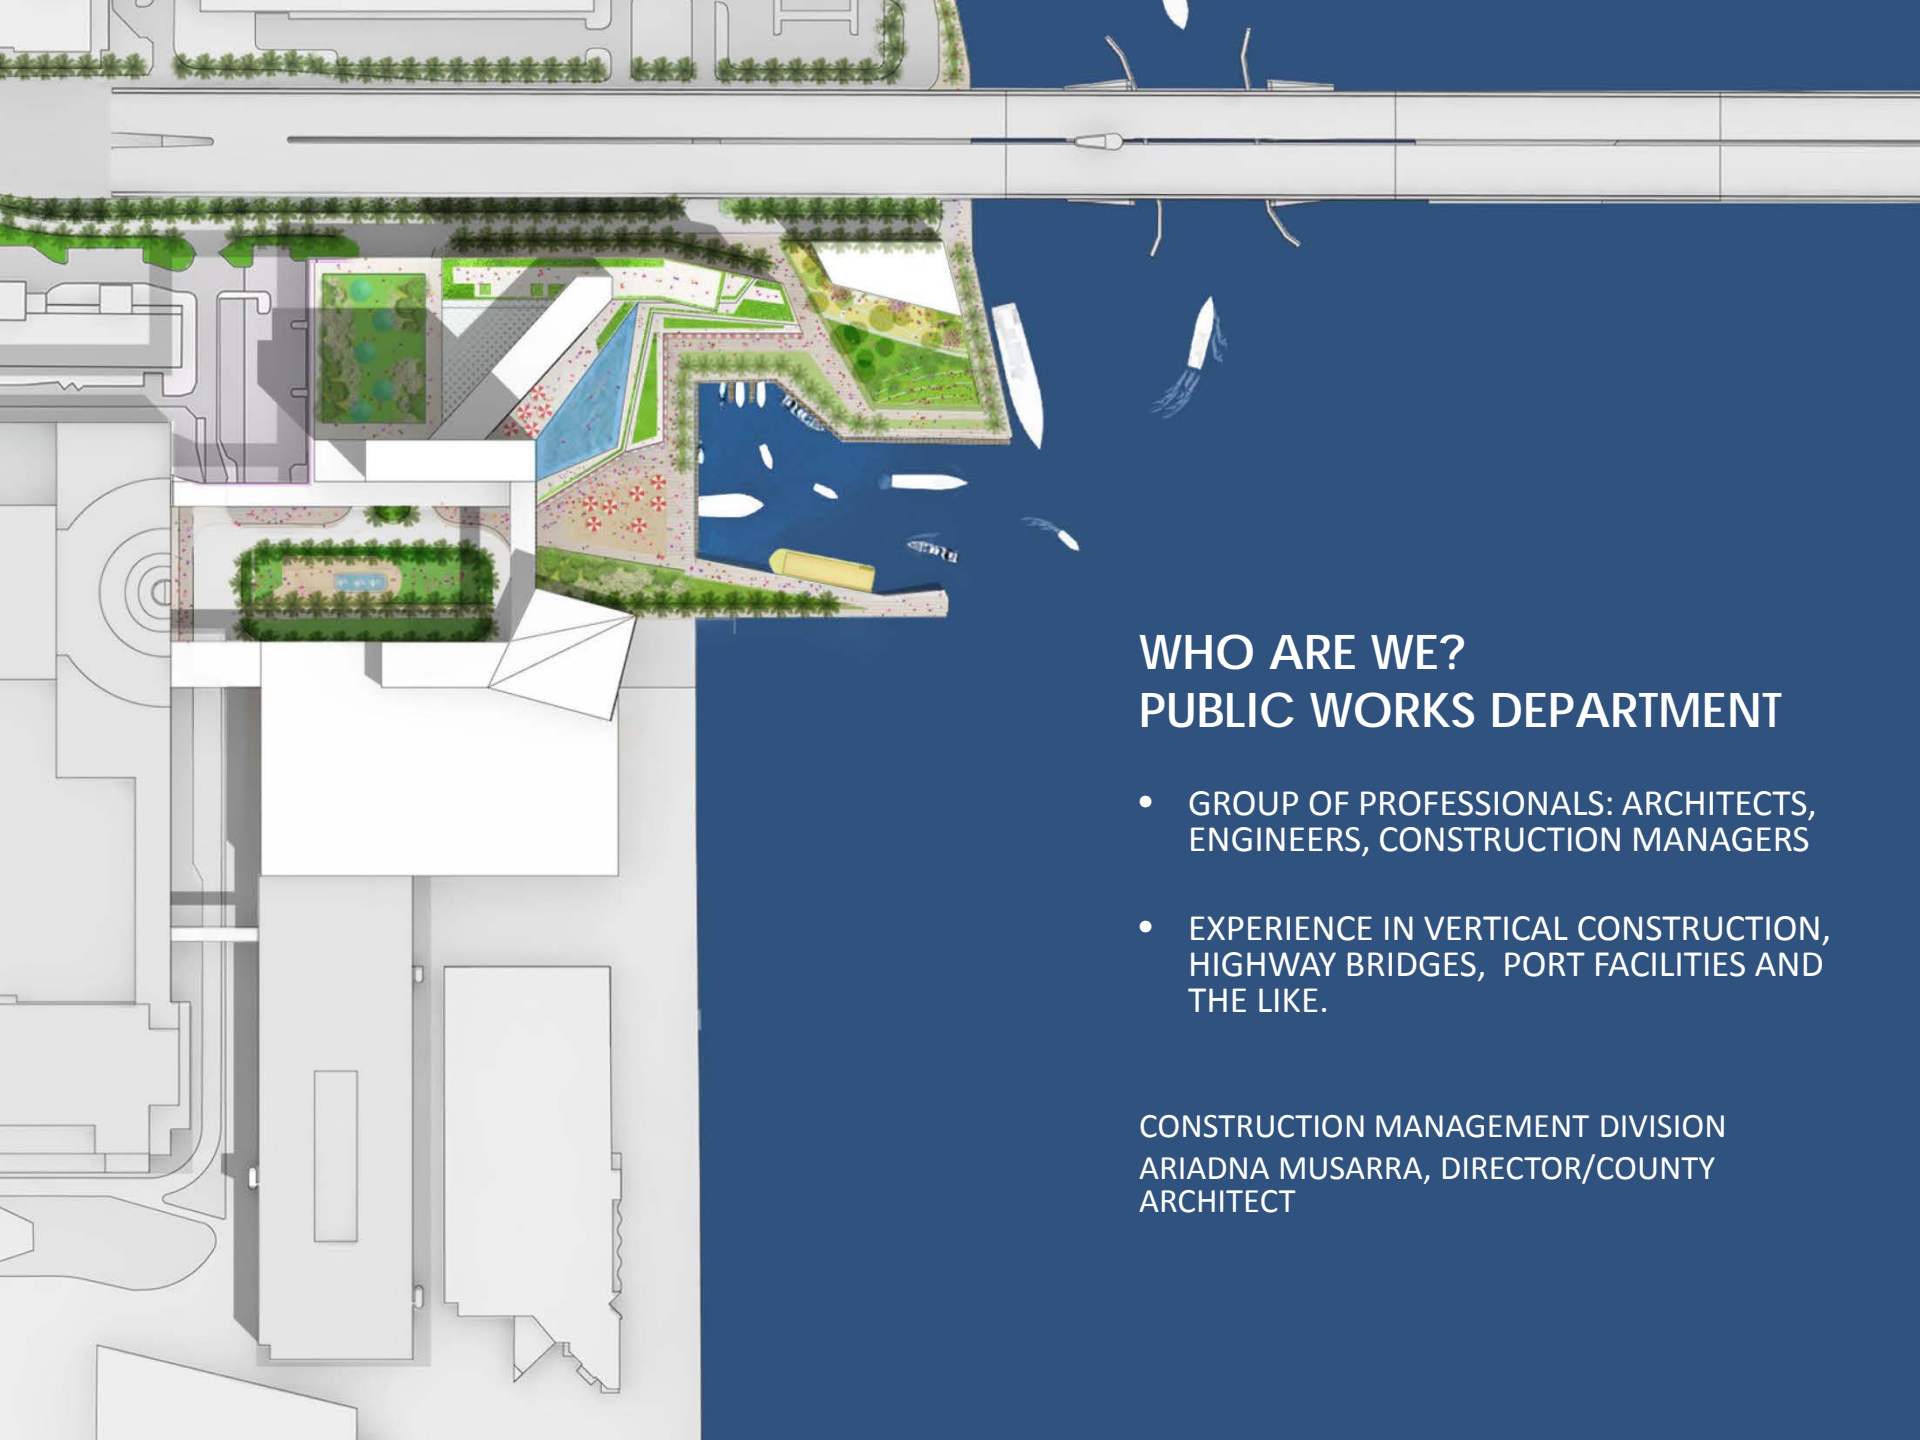 WHO ARE WE?
PUBLIC WORKS DEPARTMENT
• GROUP OF PROFESSIONALS: ARCHITECTS,
ENGINEERS, CONSTRUCTION MANAGERS
• EXPERIENCE IN VERTICAL CONSTRUCTION,
HIGHWAY BRIDGES,  PORT FACILITIES AND
THE LIKE.
CONSTRUCTION MANAGEMENT DIVISION
ARIADNA MUSARRA, DIRECTOR/COUNTY
ARCHITECT